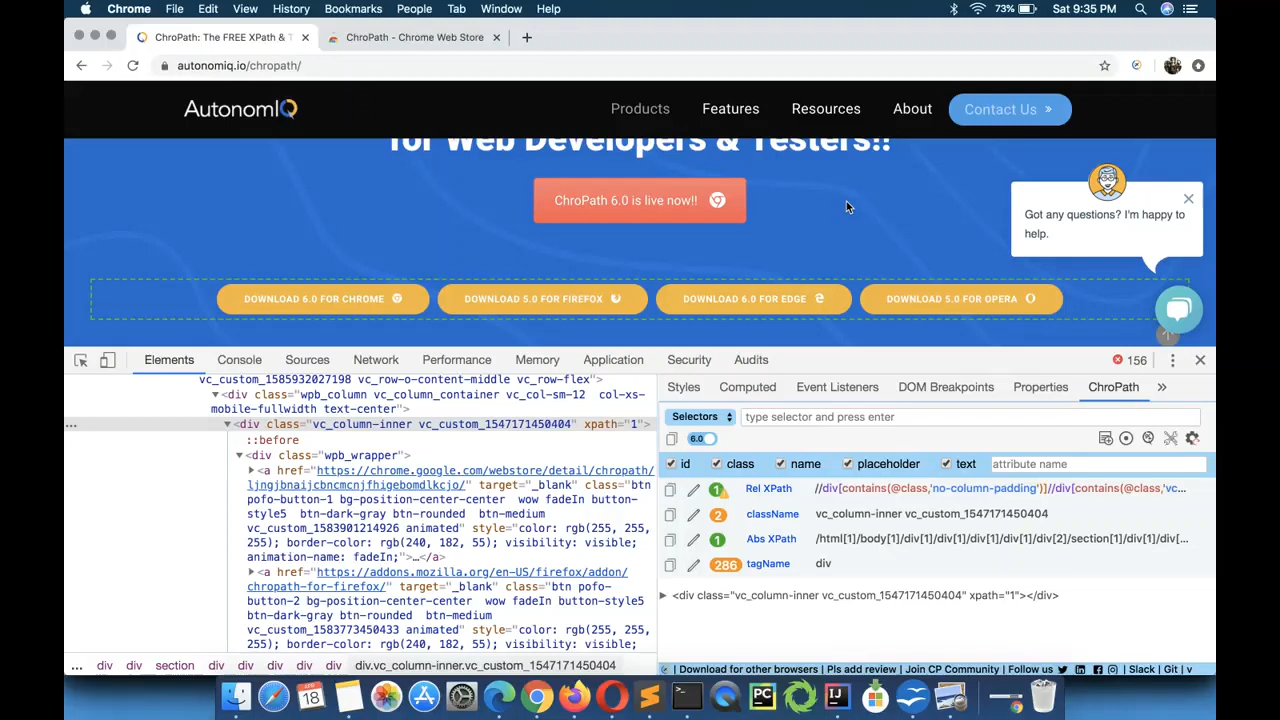 Chrome File Edit View History Bookmarks People Tab Window Help 73% Sat 9:35 PM
ChroPath: The FREE XPath & T ChroPath - Chrome Web Store
autonomiq.io/chropath/
AutonomIQ Products Features Resources About Contact Us »
for Web Developers & Testers!!
ChroPath 6.0 is live now!!
Got any questions? I'm happy to
help.
DOWNLOAD 6.0 FOR CHROME DOWNLOAD 5.0 FOR FIREFOX DOWNLOAD 6.0 FOR EDGE DOWNLOAD 5.0 FOR OPERA
Elements Console Sources Network Performance Memory Application Security Audits 156
vc_custom_1585932027198 vc_row-o-content-middle vc_row-flex">
<div class="wpb_column vc_column_container vc_col-sm-12 col-xs-
mobile-fullwidth text-center">
<div class="vc_column-inner vc_custom_1547171450404" xpath="1">
::before
<div class="wpb_wrapper">
<a href="https://chrome.google.com/webstore/detail/chropath/
ljngjbnaijcbncmcnjfhigebomdlkcjo/" target="_blank" class="btn
pofo-button-1 bg-position-center-center wow fadeIn button-
style5 btn-dark-gray btn-rounded btn-medium
vc_custom_1583901214926 animated" style="color: rgb(255, 255,
255); border-color: rgb(240, 182, 55); visibility: visible;
animation-name: fadeIn;">…</a>
<a href="https://addons.mozilla.org/en-US/firefox/addon/
chropath-for-firefox/" target="_blank" class="btn pofo-
button-2 bg-position-center-center wow fadeIn button-style5
btn-dark-gray btn-rounded btn-medium
vc_custom_1583773450433 animated" style="color: rgb(255, 255,
255); border-color: rgb(240, 182, 55); visibility: visible;
... div div section div div div div div.vc_column-inner.vc_custom_1547171450404
Styles Computed Event Listeners DOM Breakpoints Properties ChroPath »
Selectors type selector and press enter
6.0
id class name placeholder text attribute name
1 Rel XPath //div[contains(@class,'no-column-padding')]//div[contains(@class,'vc...
2 className vc_column-inner vc_custom_1547171450404
1 Abs XPath /html[1]/body[1]/div[1]/div[1]/div[1]/div[1]/div[2]/section[1]/div[1]/div[...
286 tagName div
<div class="vc_column-inner vc_custom_1547171450404" xpath="1"></div>
| Download for other browsers | Pls add review | Join CP Community | Follow us | Slack | Git | v
18
PC
IJ